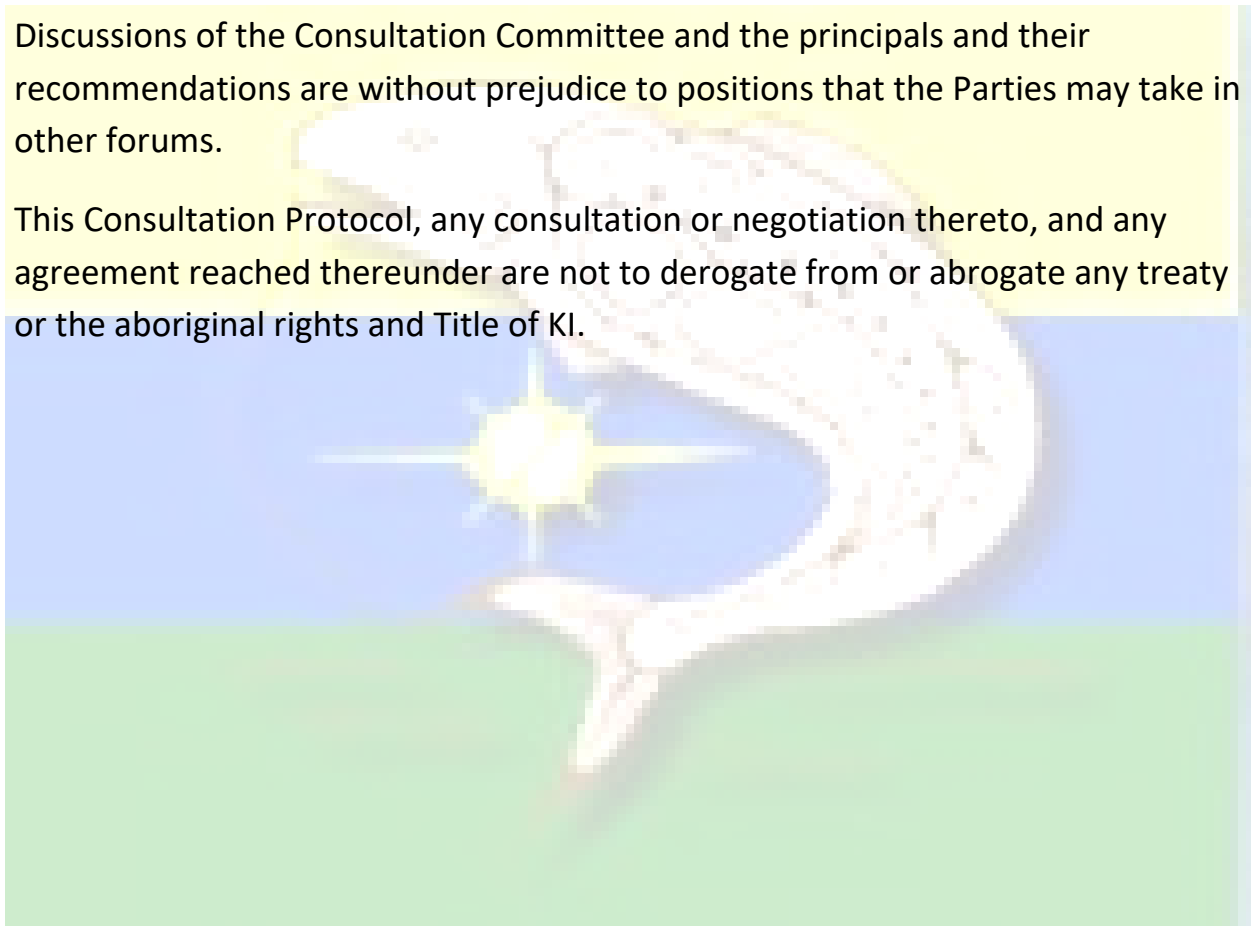 Discussions of the Consultation Committee and the principals and their
recommendations are without prejudice to positions that the Parties may take in
other forums.
This Consultation Protocol, any consultation or negotiation thereto, and any
agreement reached thereunder are not to derogate from or abrogate any treaty
or the aboriginal rights and Title of KI.